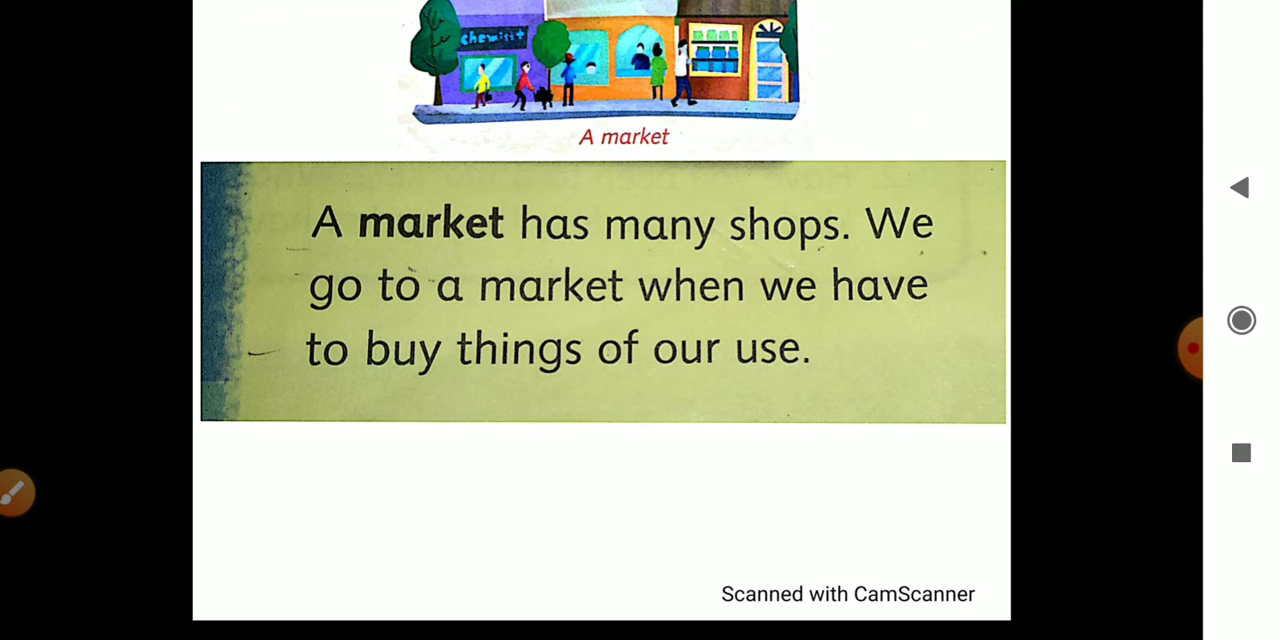 chemist
A market
A market has many shops. We
go to a market when we have
to buy things of our use.
Scanned with CamScanner